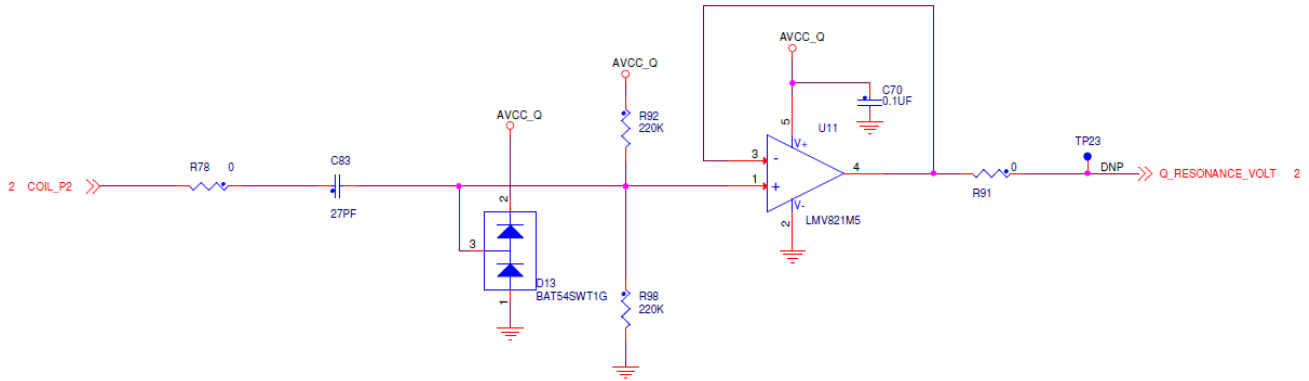 AVCC_Q
AVCC_Q
C70
0.1UF
R92
220K
5
U11
AVCC_Q
V+
TP23
R78
0
C83
3
-
4
0
DNP
2
COIL_P2
1
+
Q_RESONANCE_VOLT
2
27PF
2
V-
R91
LMV821M5
3
2
D13
BAT54SWT1G
R98
220K
1